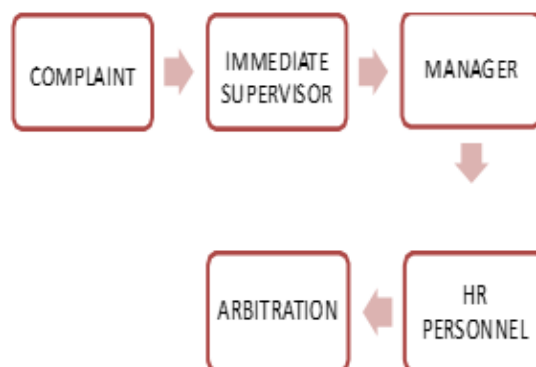 COMPLAINT
IMMEDIATE
SUPERVISOR
MANAGER
HR
PERSONNEL
ARBITRATION